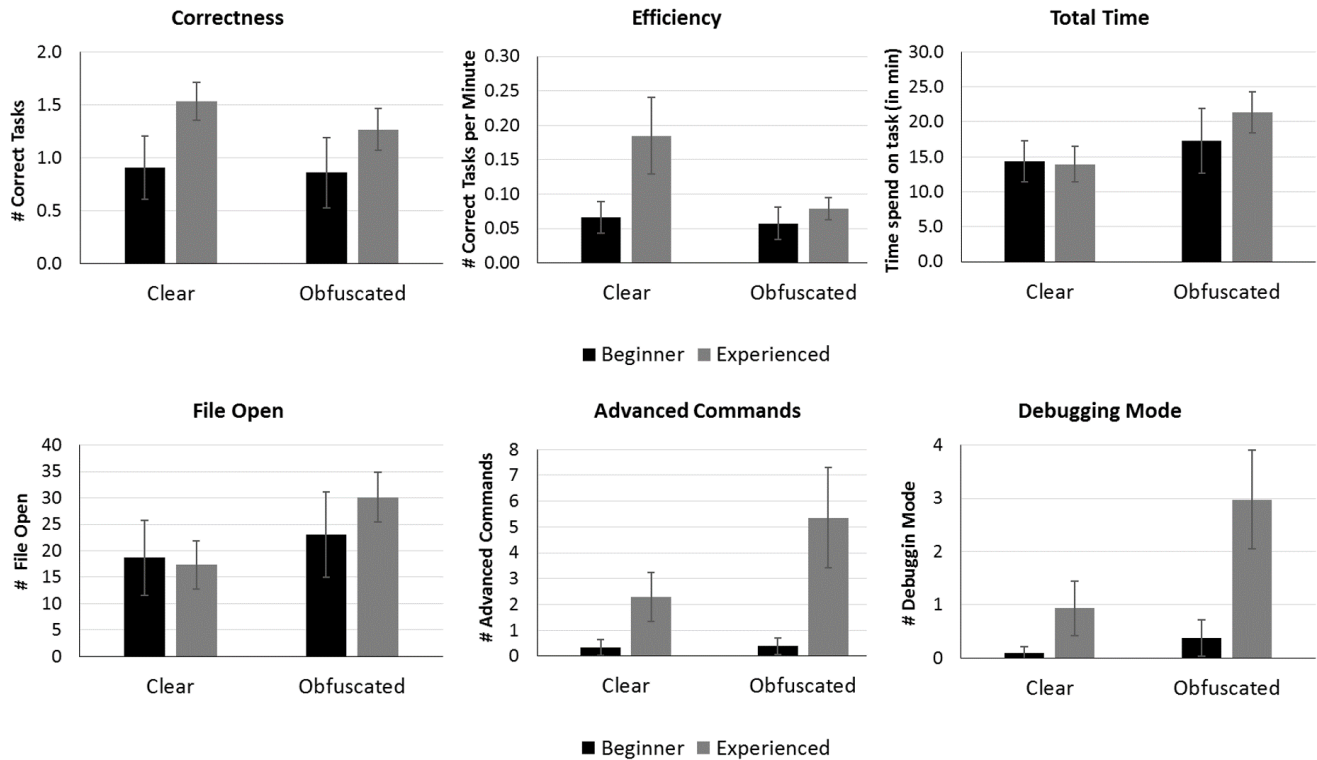 Correctness
# Correct Tasks
2.0
1.5
1.0
0.5
0.0
Clear Obfuscated
Efficiency
# Correct Tasks per Minute
0.30
0.25
0.20
0.15
0.10
0.05
0.00
Clear Obfuscated
Total Time
Time spend on task (in min)
30.0
25.0
20.0
15.0
10.0
5.0
0.0
Clear Obfuscated
Beginner Experienced
File Open
# File Open
40
35
30
25
20
15
10
5
0
Clear Obfuscated
Advanced Commands
# Advanced Commands
8
7
6
5
4
3
2
1
0
Clear Obfuscated
Debugging Mode
# Debuggin Mode
4
3
2
1
0
Clear Obfuscated
Beginner Experienced